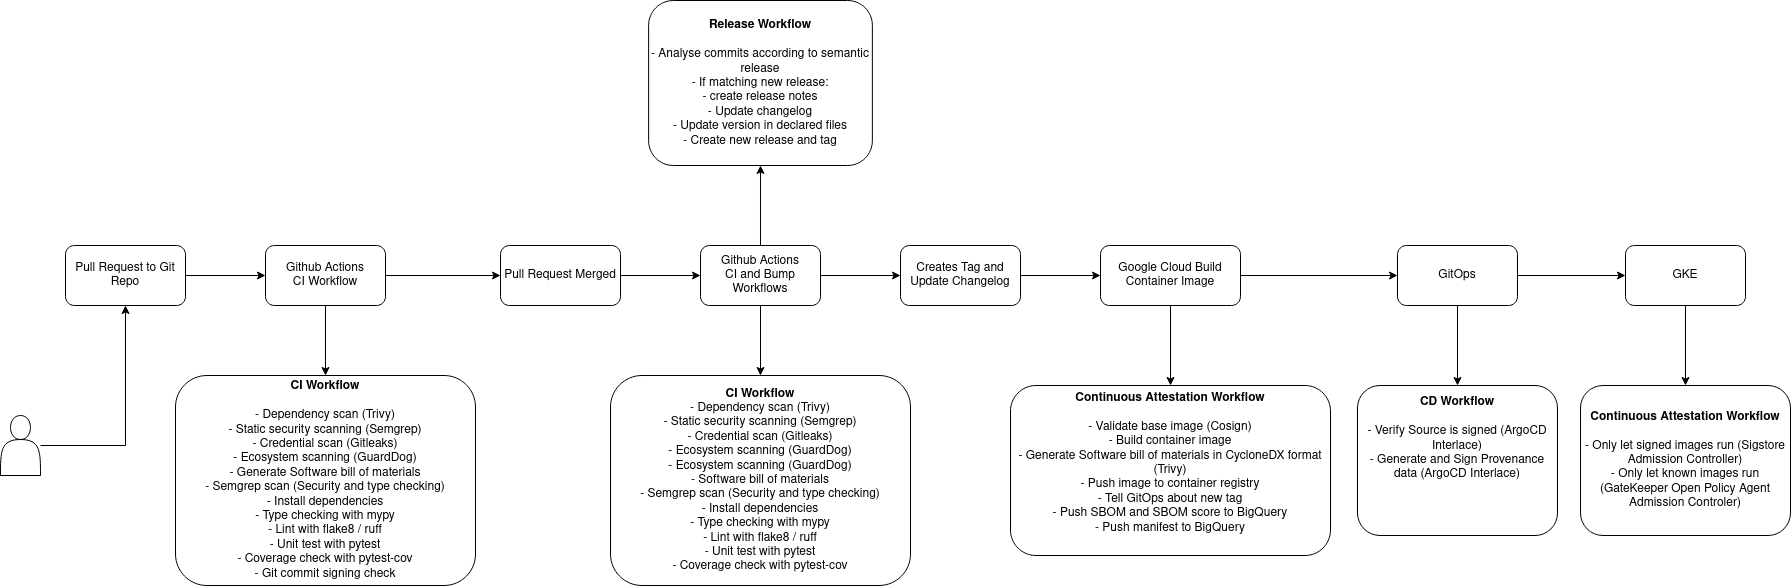 Release Workflow
- Analyse commits according to semantic
release
- If matching new release:
- create release notes
- Update changelog
- Update version in declared files
- Create new release and tag
Pull Request to Git
Repo
Github Actions
CI Workflow
Pull Request Merged
Github Actions
CI and Bump
Workflows
Creates Tag and
Update Changelog
Google Cloud Build
Container Image
GitOps
GKE
CI Workflow
- Dependency scan (Trivy)
- Static security scanning (Semgrep)
- Credential scan (Gitleaks)
- Ecosystem scanning (GuardDog)
- Generate Software bill of materials
- Semgrep scan (Security and type checking)
- Install dependencies
- Type checking with mypy
- Lint with flake8 / ruff
- Unit test with pytest
- Coverage check with pytest-cov
- Git commit signing check
CI Workflow
- Dependency scan (Trivy)
- Static security scanning (Semgrep)
- Credential scan (Gitleaks)
- Ecosystem scanning (GuardDog)
- Ecosystem scanning (GuardDog)
- Software bill of materials
- Semgrep scan (Security and type checking)
- Install dependencies
- Type checking with mypy
- Lint with flake8 / ruff
- Unit test with pytest
- Coverage check with pytest-cov
Continuous Attestation Workflow
- Validate base image (Cosign)
- Build container image
- Generate Software bill of materials in CycloneDX format
(Trivy)
- Push image to container registry
- Tell GitOps about new tag
- Push SBOM and SBOM score to BigQuery
- Push manifest to BigQuery
CD Workflow
- Verify Source is signed (ArgoCD
Interlace)
- Generate and Sign Provenance
data (ArgoCD Interlace)
Continuous Attestation Workflow
- Only let signed images run (Sigstore
Admission Controller)
- Only let known images run
(GateKeeper Open Policy Agent
Admission Controler)